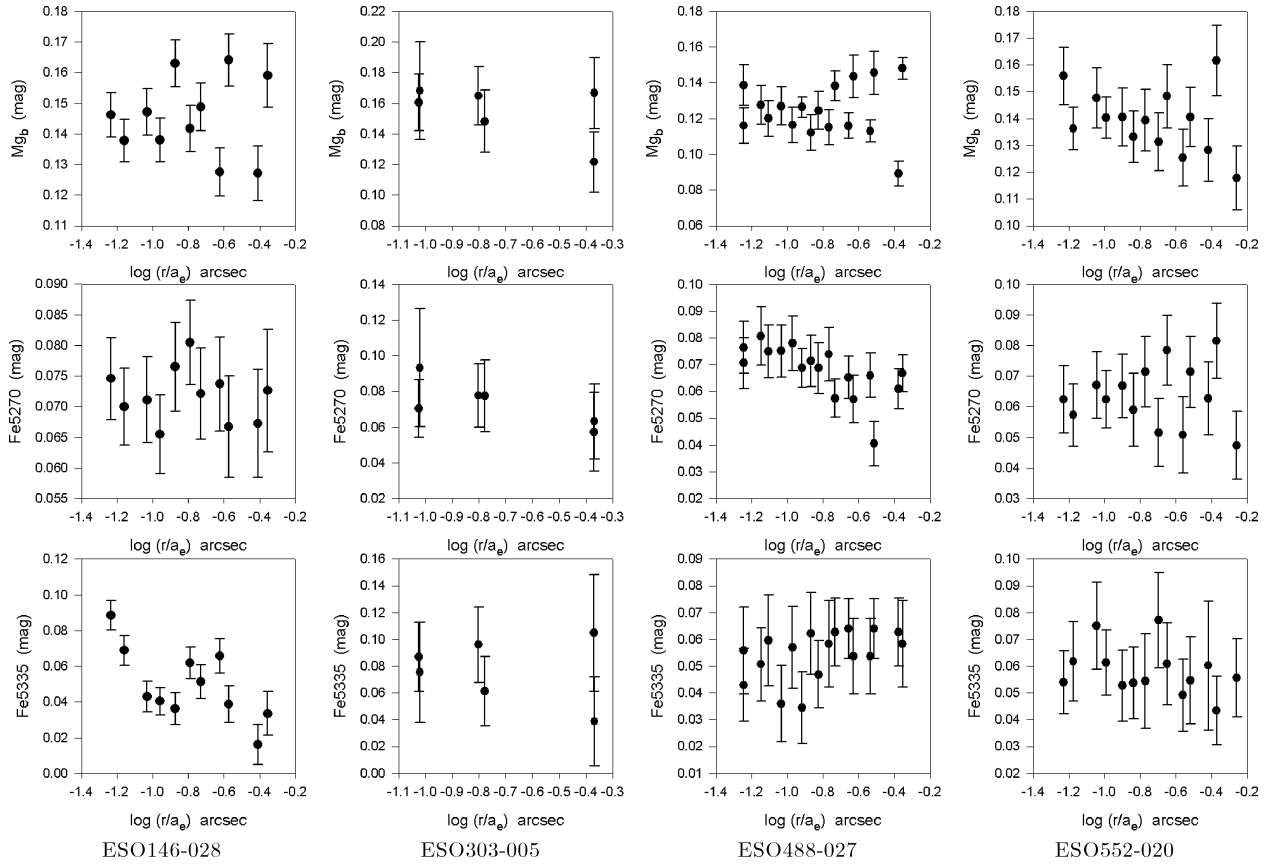 0.18 0.17 0.16 0.15 0.14 0.13 0.12 0.11
Mg_b (mag)
-1.4 -1.2 -1.0 -0.8 -0.6 -0.4 -0.2
log (r/a_e) arcsec
0.22 0.20 0.18 0.16 0.14 0.12 0.10 0.08
Mg_b (mag)
-1.1 -1.0 -0.9 -0.8 -0.7 -0.6 -0.5 -0.4 -0.3
log (r/a_e) arcsec
0.18 0.16 0.14 0.12 0.10 0.08 0.06
Mg_b (mag)
-1.4 -1.2 -1.0 -0.8 -0.6 -0.4 -0.2
log (r/a_e) arcsec
0.18 0.17 0.16 0.15 0.14 0.13 0.12 0.11 0.10
Mg_b (mag)
-1.4 -1.2 -1.0 -0.8 -0.6 -0.4 -0.2
log (r/a_e) arcsec
0.090 0.085 0.080 0.075 0.070 0.065 0.060 0.055
Fe5270 (mag)
-1.4 -1.2 -1.0 -0.8 -0.6 -0.4 -0.2
log (r/a_e) arcsec
0.14 0.12 0.10 0.08 0.06 0.04 0.02
Fe5270 (mag)
-1.1 -1.0 -0.9 -0.8 -0.7 -0.6 -0.5 -0.4 -0.3
log (r/a_e) arcsec
0.10 0.09 0.08 0.07 0.06 0.05 0.04 0.03 0.02
Fe5270 (mag)
-1.4 -1.2 -1.0 -0.8 -0.6 -0.4 -0.2
log (r/a_e) arcsec
0.10 0.09 0.08 0.07 0.06 0.05 0.04 0.03
Fe5270 (mag)
-1.4 -1.2 -1.0 -0.8 -0.6 -0.4 -0.2
log (r/a_e) arcsec
0.12 0.10 0.08 0.06 0.04 0.02 0.00
Fe5335 (mag)
-1.4 -1.2 -1.0 -0.8 -0.6 -0.4 -0.2
log (r/a_e) arcsec
0.16 0.14 0.12 0.10 0.08 0.06 0.04 0.02 0.00
Fe5335 (mag)
-1.1 -1.0 -0.9 -0.8 -0.7 -0.6 -0.5 -0.4 -0.3
log (r/a_e) arcsec
0.09 0.08 0.07 0.06 0.05 0.04 0.03 0.02 0.01
Fe5335 (mag)
-1.4 -1.2 -1.0 -0.8 -0.6 -0.4 -0.2
log (r/a_e) arcsec
0.10 0.09 0.08 0.07 0.06 0.05 0.04 0.03 0.02
Fe5335 (mag)
-1.4 -1.2 -1.0 -0.8 -0.6 -0.4 -0.2
log (r/a_e) arcsec
ESO146-028 ESO303-005 ESO488-027 ESO552-020